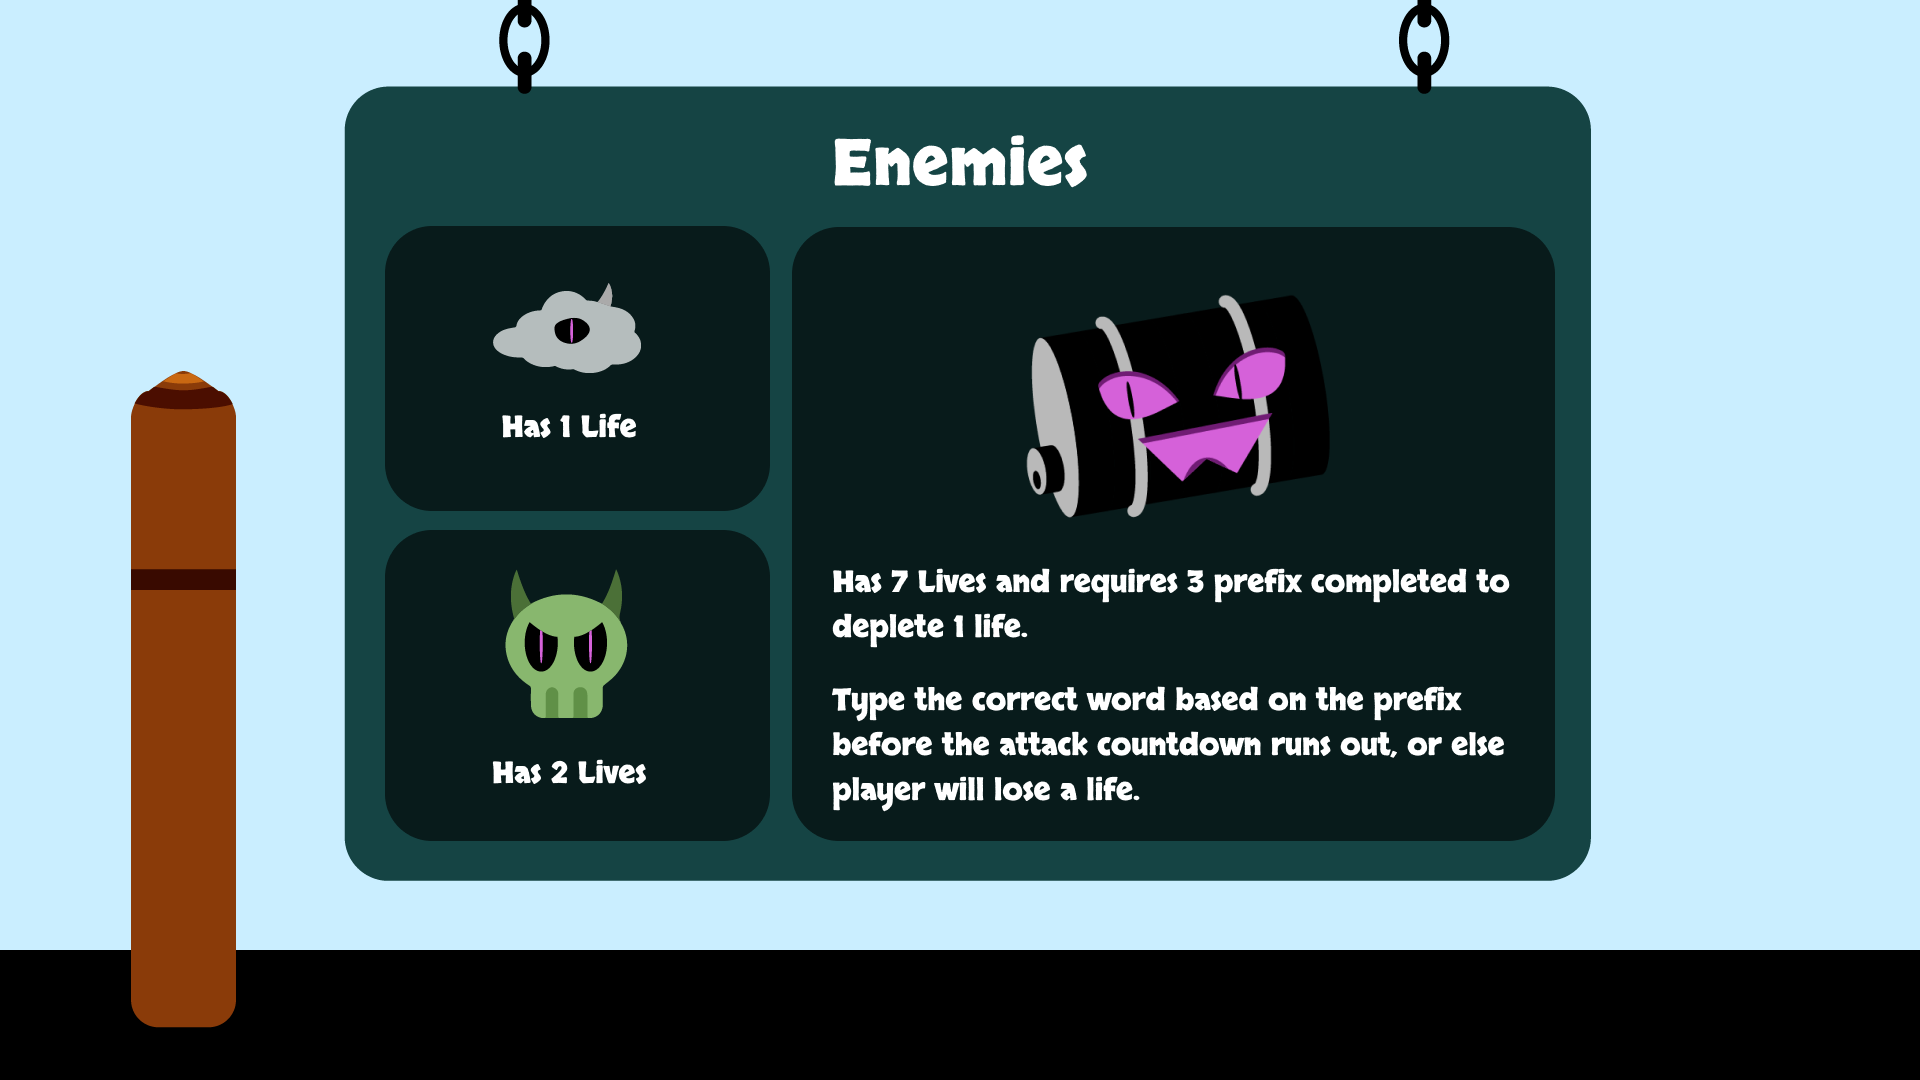 Enemies
Has 1 Life
Has 2 Lives
Has 7 Lives and requires 3 prefix completed to
deplete 1 life.
Type the correct word based on the prefix
before the attack countdown runs out, or else
player will lose a life.